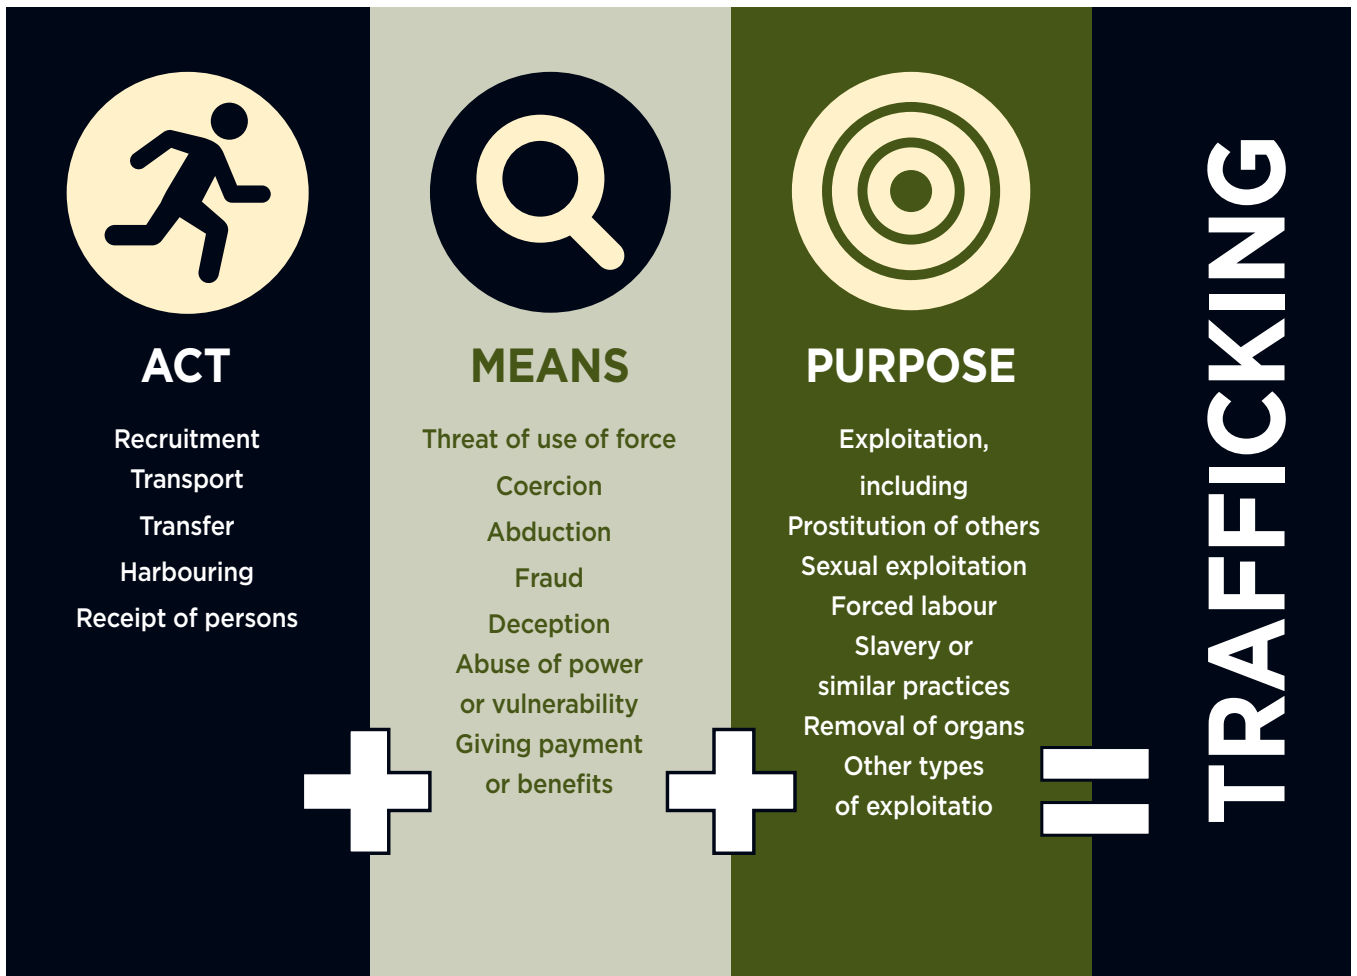 ACT
Recruitment
Transport
Transfer
Harbouring
Receipt of persons
MEANS
Threat of use of force
Coercion
Abduction
Fraud
Deception
Abuse of power
or vulnerability
Giving payment
or benefits
PURPOSE
Exploitation,
including
Prostitution of others
Sexual exploitation
Forced labour
Slavery or
similar practices
Removal of organs
Other types
of exploitatio
TRAFFICKING